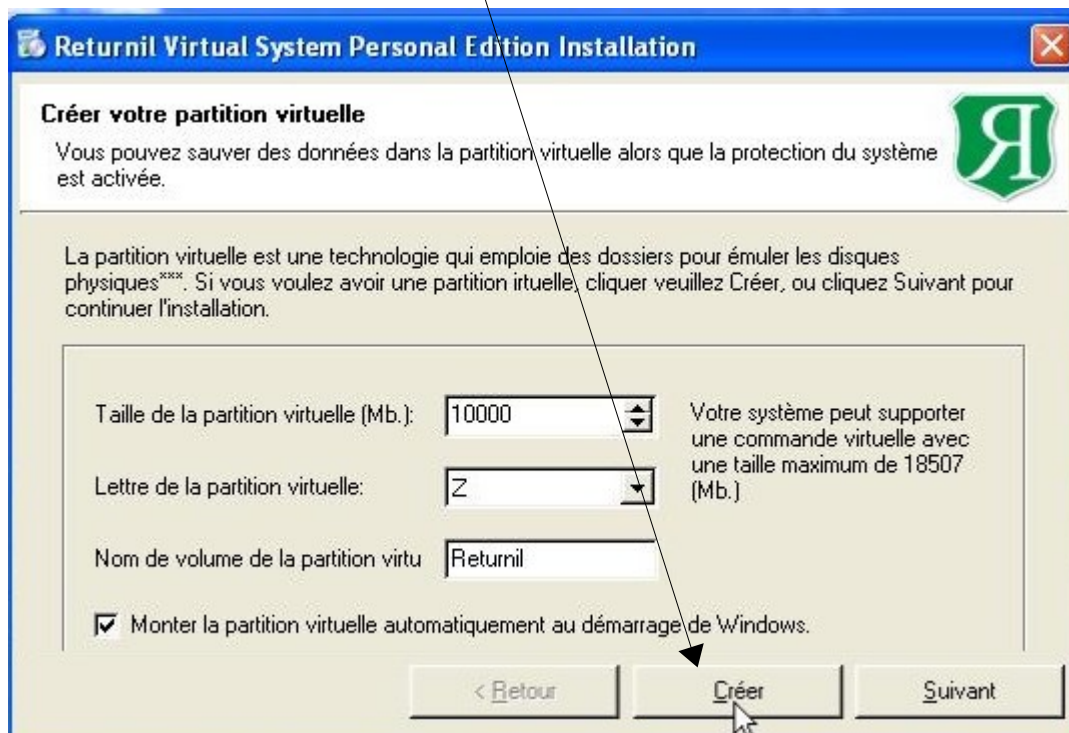 Returnil Virtual System Personal Edition Installation
Créer votre partition virtuelle
Vous pouvez sauver des données dans la partition virtuelle alors que la protection du système
est activée.
La partition virtuelle est une technologie qui emploie des dossiers pour émuler les disques
physiques***. Si vous voulez avoir une partition irtuelle, cliquer veuillez Créer, ou cliquez Suivant pour
continuer l'installation.
Taille de la partition virtuelle (Mb.): 10000
Votre système peut supporter
une commande virtuelle avec
une taille maximum de 18507
(Mb.)
Lettre de la partition virtuelle: Z
Nom de volume de la partition virtu Returnil
Monter la partition virtuelle automatiquement au démarrage de Windows.
< Retour Créer Suivant